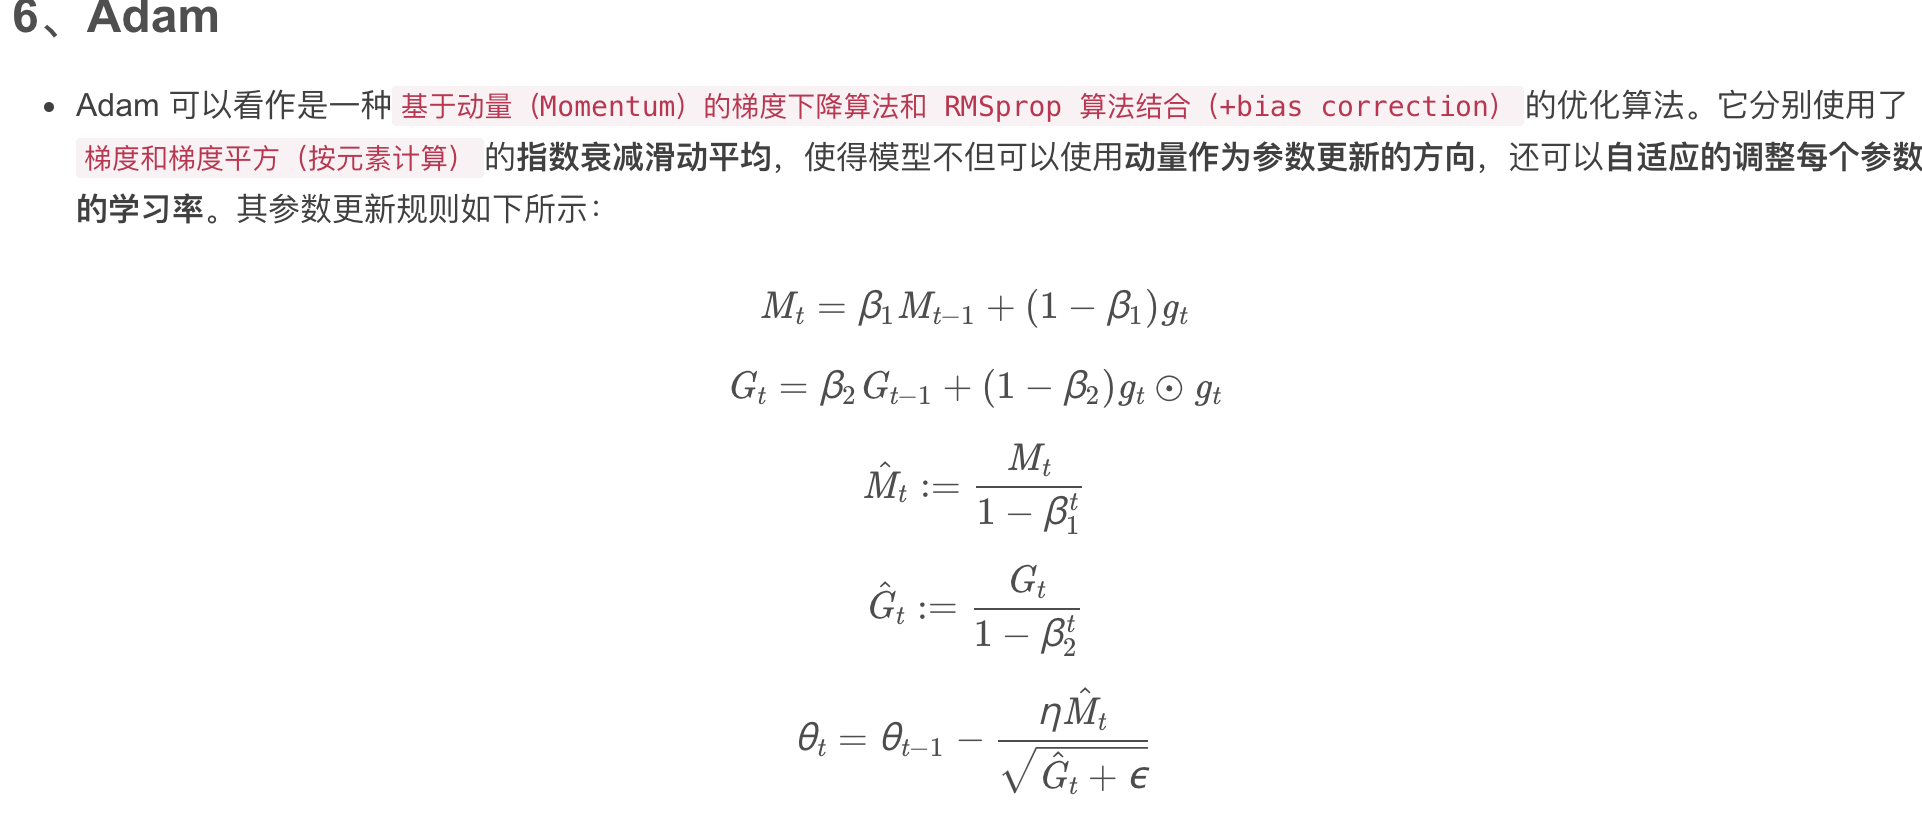 6、Adam
• Adam 可以看作是一种 基于动量（Momentum）的梯度下降算法和 RMSprop 算法结合（+bias correction） 的优化算法。它分别使用了
梯度和梯度平方（按元素计算） 的指数衰减滑动平均，使得模型不但可以使用动量作为参数更新的方向，还可以自适应的调整每个参数
的学习率。其参数更新规则如下所示：
$M_t = \beta_1 M_{t-1} + (1 - \beta_1) g_t$
$G_t = \beta_2 G_{t-1} + (1 - \beta_2) g_t \odot g_t$
$\hat{M}_t := \frac{M_t}{1 - \beta_1^t}$
$\hat{G}_t := \frac{G_t}{1 - \beta_2^t}$
$\theta_t = \theta_{t-1} - \frac{\eta \hat{M}_t}{\sqrt{\hat{G}_t + \epsilon}}$